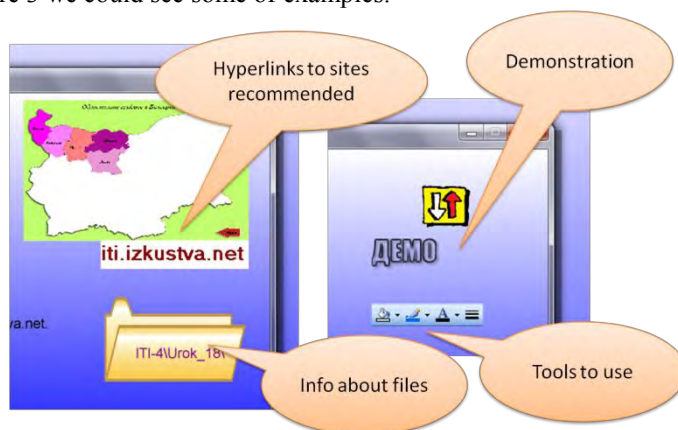 Hyperlinks to sites
recommended
Demonstration
iti.izkustva.net
ДЕМО
va.net.
ITI-4\Urok_18\
Info about files
Tools to use